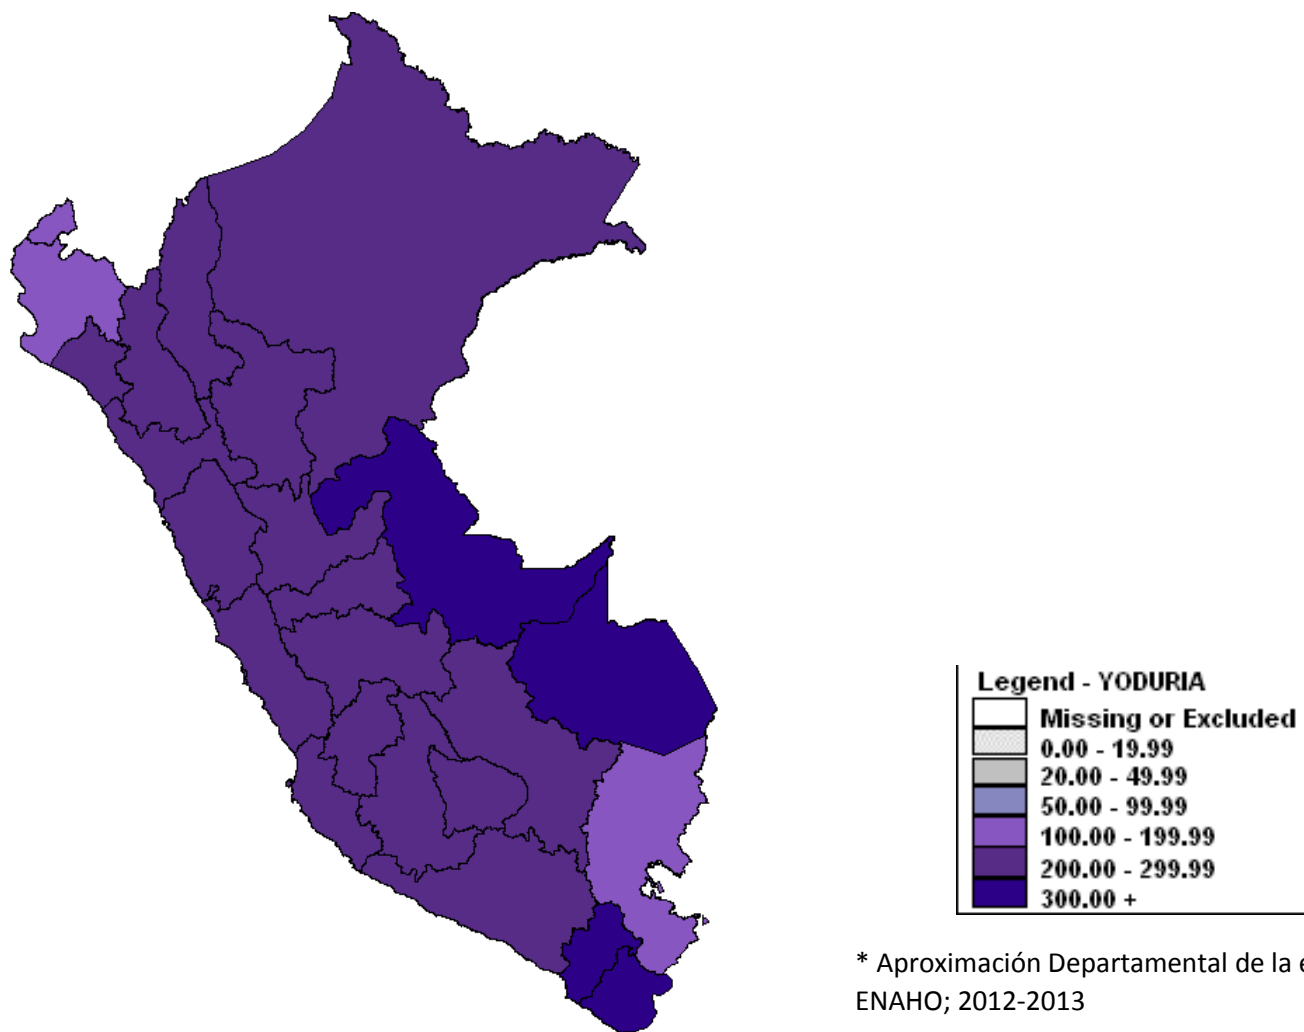 Legend - YODURIA
Missing or Excluded
0.00 - 19.99
20.00 - 49.99
50.00 - 99.99
100.00 - 199.99
200.00 - 299.99
300.00 +
* Aproximación Departamental de la
ENAHO; 2012-2013